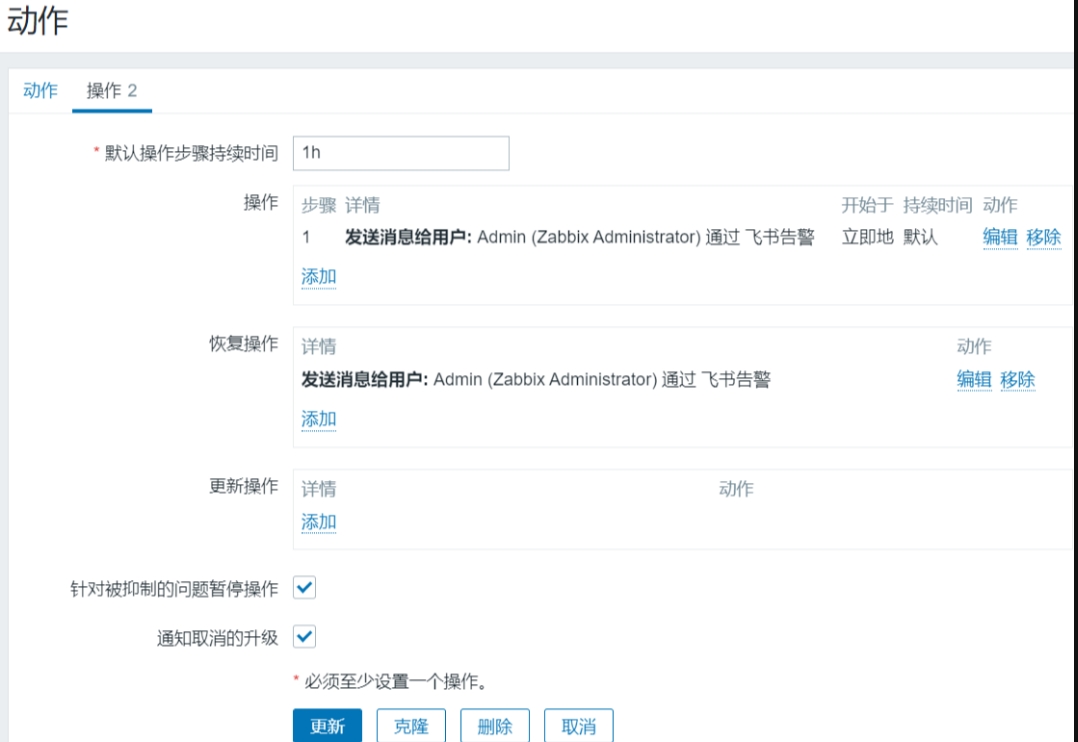 动作
动作 操作 2
* 默认操作步骤持续时间 1h
操作 步骤 详情 开始于 持续时间 动作
1 发送消息给用户: Admin (Zabbix Administrator) 通过 飞书告警 立即地 默认 编辑 移除
添加
恢复操作 详情 动作
发送消息给用户: Admin (Zabbix Administrator) 通过 飞书告警 编辑 移除
添加
更新操作 详情 动作
添加
针对被抑制的问题暂停操作
通知取消的升级
* 必须至少设置一个操作。
更新 克隆 删除 取消